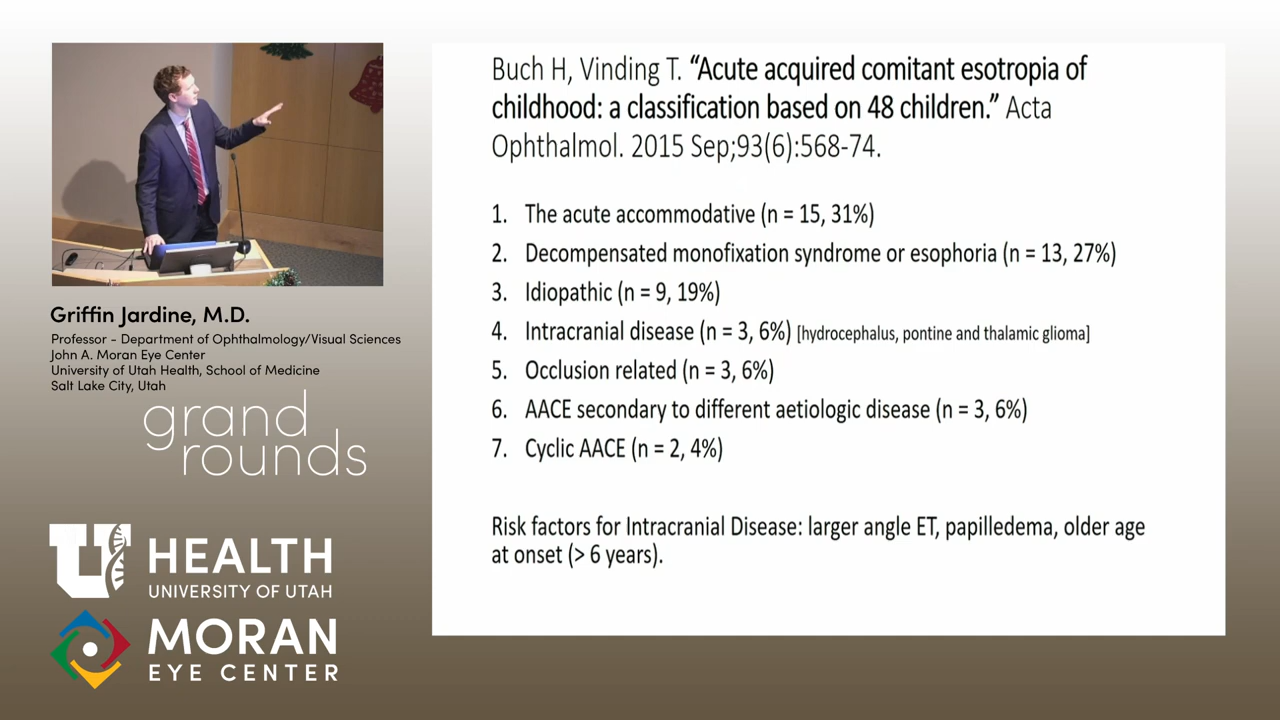 Buch H, Vinding T. “Acute acquired comitant esotropia of
childhood: a classification based on 48 children.” Acta
Ophthalmol. 2015 Sep;93(6):568-74.
1. The acute accommodative (n = 15, 31%)
2. Decompensated monofixation syndrome or esophoria (n = 13, 27%)
3. Idiopathic (n = 9, 19%)
4. Intracranial disease (n = 3, 6%) [hydrocephalus, pontine and thalamic glioma]
5. Occlusion related (n = 3, 6%)
6. AACE secondary to different aetiologic disease (n = 3, 6%)
7. Cyclic AACE (n = 2, 4%)
Risk factors for Intracranial Disease: larger angle ET, papilledema, older age
at onset (> 6 years).
Griffin Jardine, M.D.
Professor - Department of Ophthalmology/Visual Sciences
John A. Moran Eye Center
University of Utah Health, School of Medicine
Salt Lake City, Utah
grand
rounds
U HEALTH
UNIVERSITY OF UTAH
MORAN
EYE CENTER